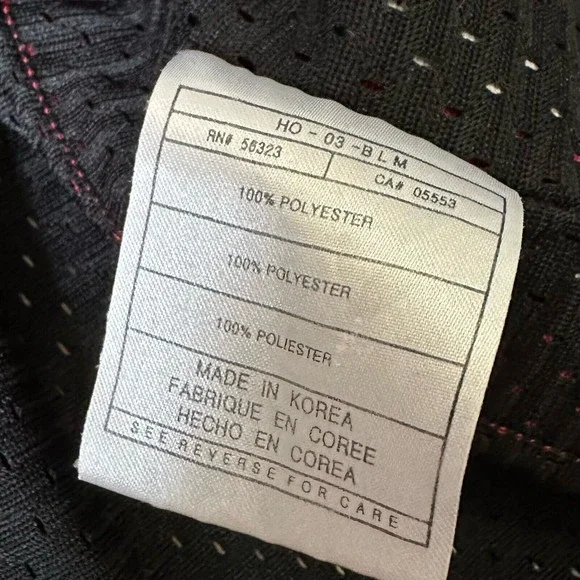 HO - 03 - B L M
RN# 56323 CA# 05553
100% POLYESTER
100% POLYESTER
100% POLIESTER
MADE IN KOREA
FABRIQUE EN COREE
HECHO EN COREA
SEE REVERSE FOR CARE